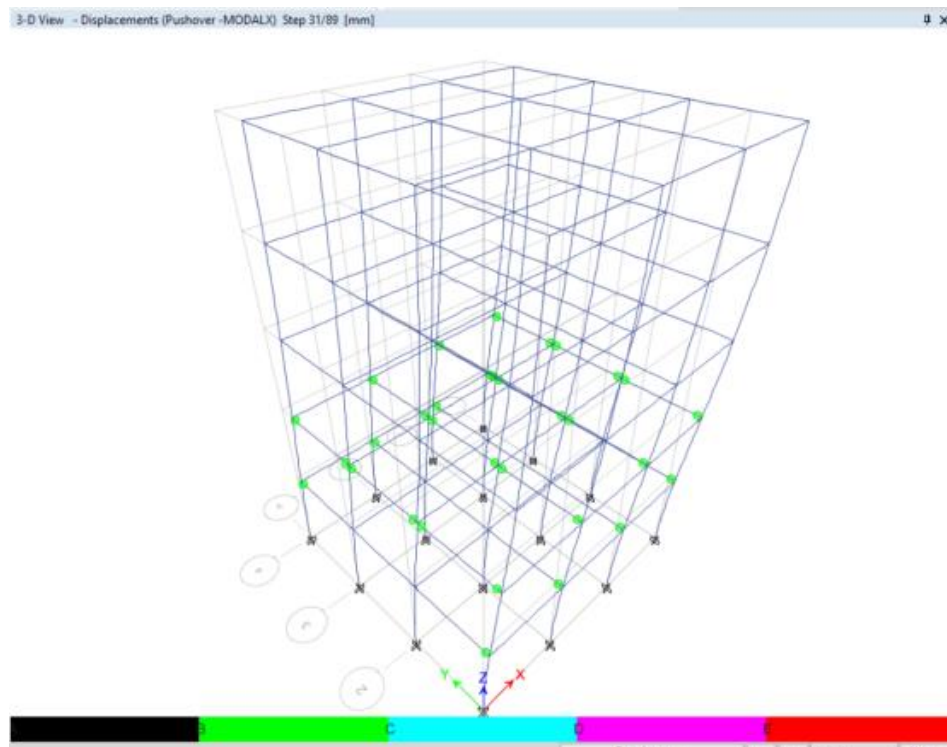 3-D View - Displacements (Pushover -MODALX) Step 31/89 [mm]
Y
Z
X
B
C
D
E